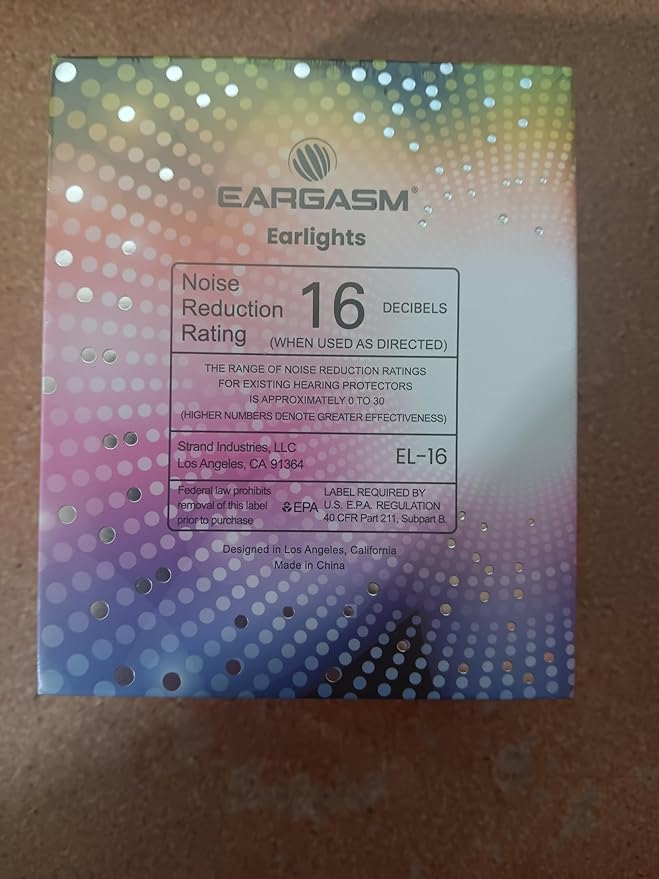 EARGASM®
Earlights
Noise
Reduction
Rating
16
DECIBELS
(WHEN USED AS DIRECTED)
THE RANGE OF NOISE REDUCTION RATINGS
FOR EXISTING HEARING PROTECTORS
IS APPROXIMATELY 0 TO 30
(HIGHER NUMBERS DENOTE GREATER EFFECTIVENESS)
Strand Industries, LLC
Los Angeles, CA 91364
EL-16
Federal law prohibits
removal of this label
prior to purchase
EPA
LABEL REQUIRED BY
U.S. E.P.A. REGULATION
40 CFR Part 211, Subpart B.
Designed in Los Angeles, California
Made in China